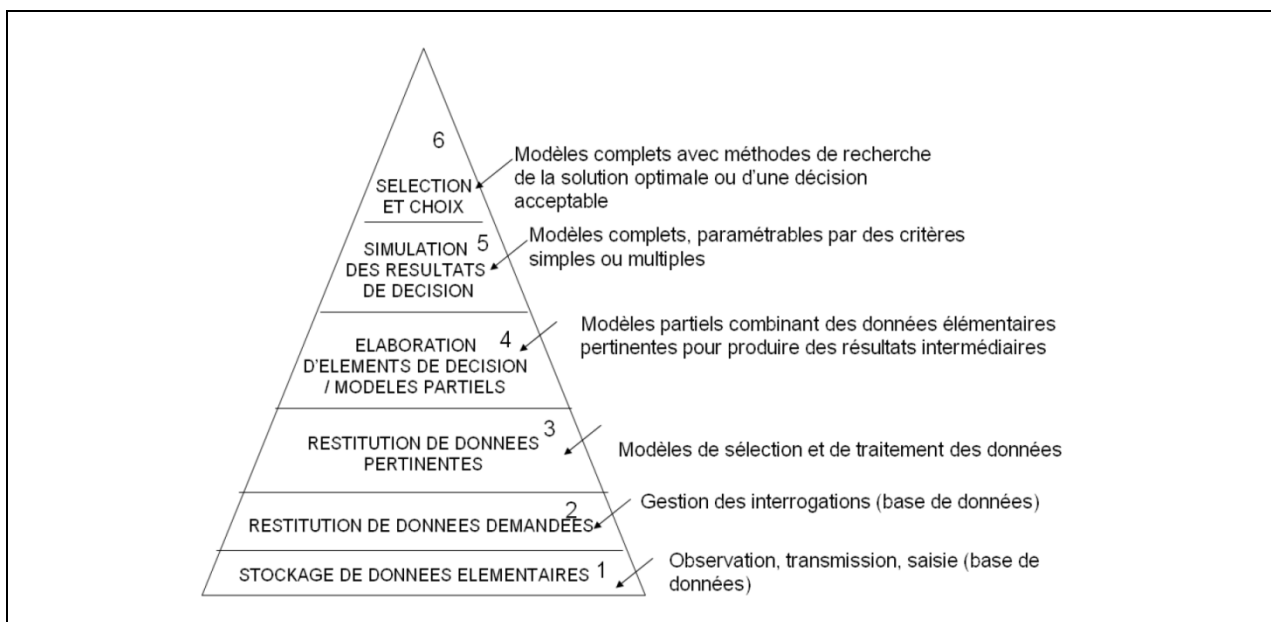 6
SELECTION
ET CHOIX
Modèles complets avec méthodes de recherche
de la solution optimale ou d'une décision
acceptable
SIMULATION 5
DES RESULTATS
DE DECISION
Modèles complets, paramétrables par des critères
simples ou multiples
ELABORATION 4
D'ELEMENTS DE DECISION
/ MODELES PARTIELS
Modèles partiels combinant des données élémentaires
pertinentes pour produire des résultats intermédiaires
RESTITUTION DE DONNEES 3
PERTINENTES
Modèles de sélection et de traitement des données
RESTITUTION DE DONNEES DEMANDEES 2
Gestion des interrogations (base de données)
STOCKAGE DE DONNEES ELEMENTAIRES 1
Observation, transmission, saisie (base de
données)